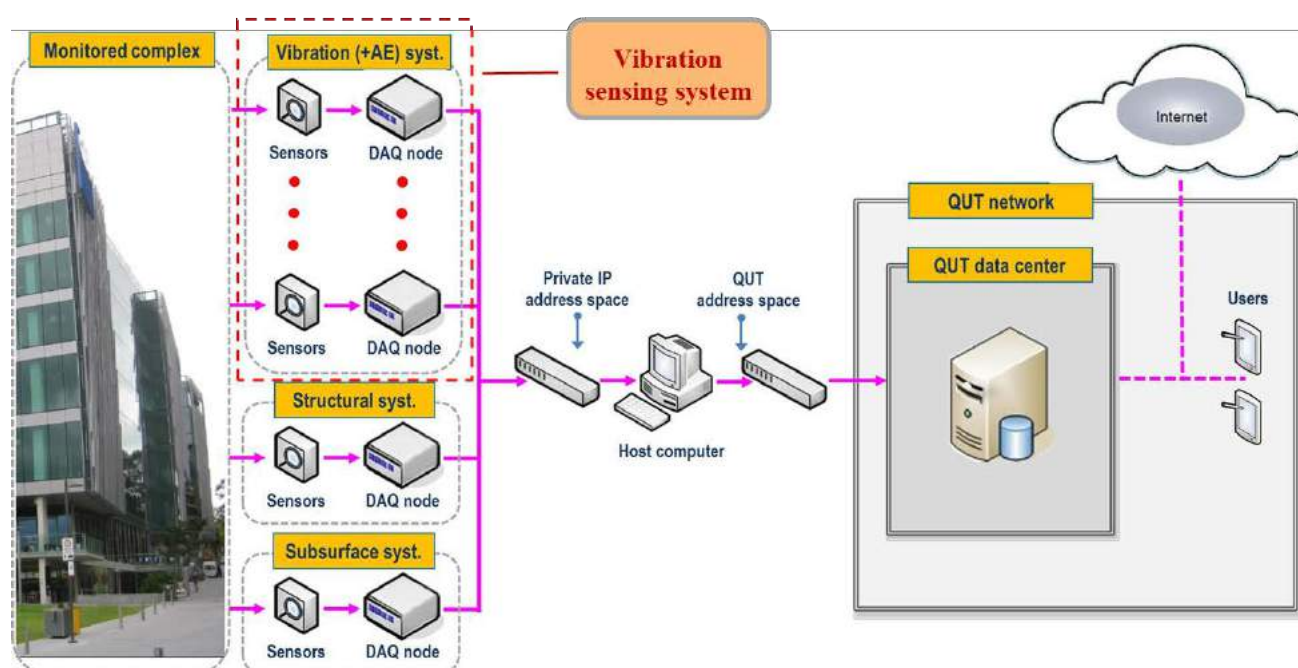 Monitored complex
Vibration (+AE) syst.
Vibration
sensing system
Sensors
DAQ node
Sensors
DAQ node
Structural syst.
Sensors
DAQ node
Subsurface syst.
Sensors
DAQ node
Private IP
address space
Host computer
QUT
address space
QUT network
QUT data center
Internet
Users